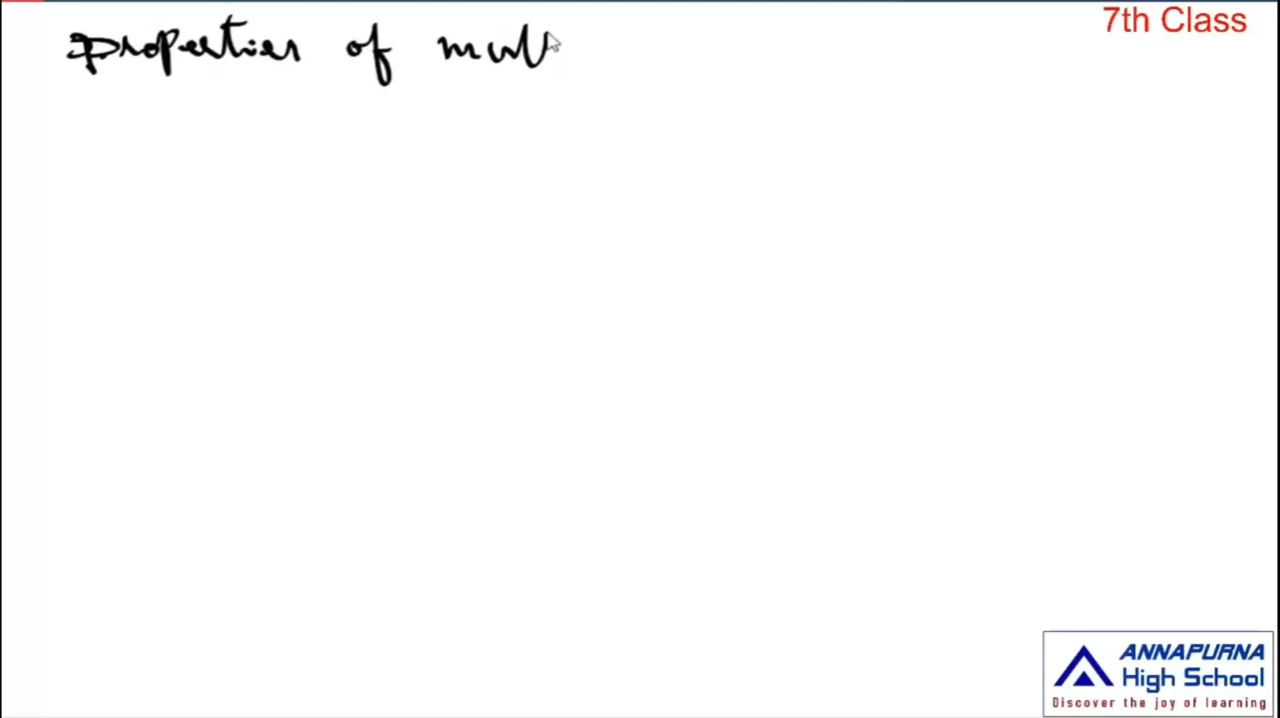 7th Class
Properties of mul
ANNAPURNA
High School
Discover the joy of learning